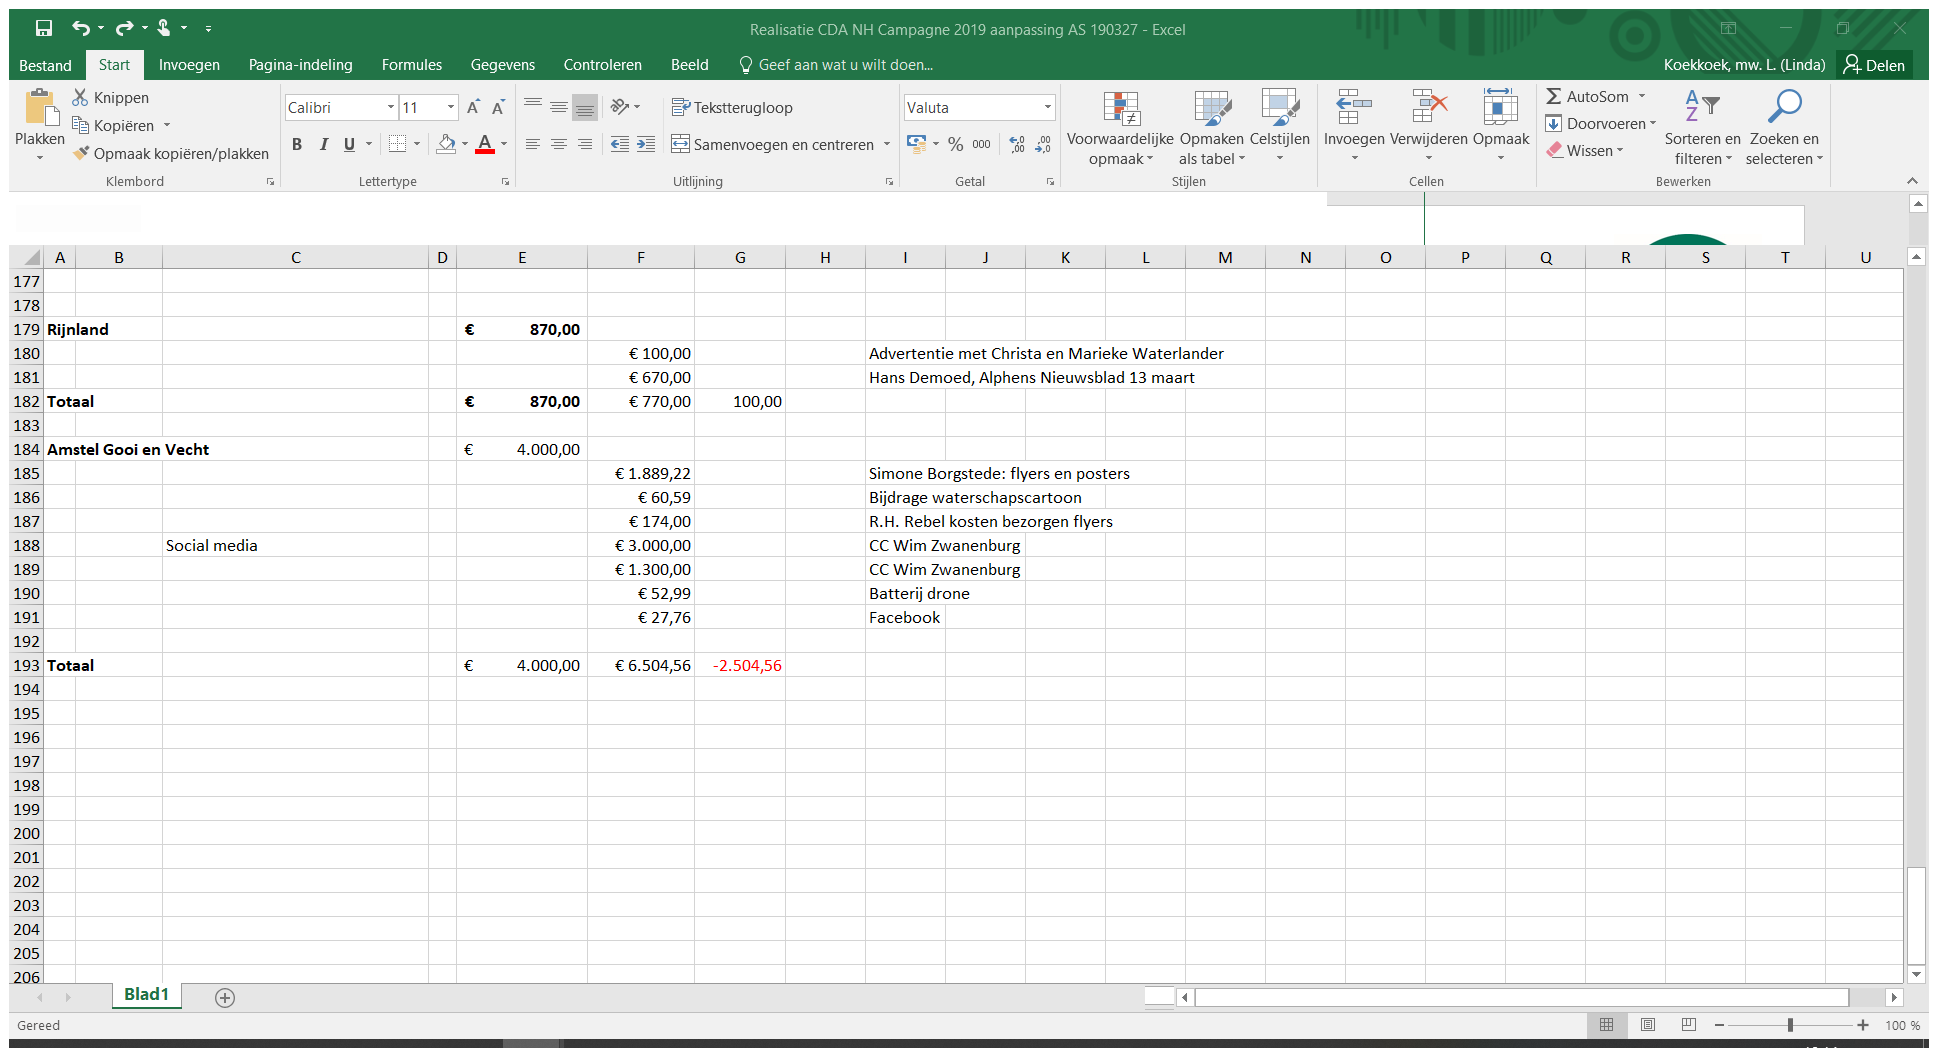 Realisatie CDA NH Campagne 2019 aanpassing AS 190327 - Excel
Bestand Start Invoegen Pagina-indeling Formules Gegevens Controleren Beeld Geef aan wat u wilt doen... Koekkoek, mw. L. (Linda) Delen
Plakken
Knippen
Kopiëren
Opmaak kopiëren/plakken
Klembord
Calibri 11
B I U A
Lettertype
Tekstterugloop
Samenvoegen en centreren
Uitlijning
Valuta
% 000
Getal
Voorwaardelijke opmaak
Opmaken als tabel
Celstijlen
Stijlen
Invoegen Verwijderen Opmaak
Cellen
AutoSom
Doorvoeren
Wissen
Sorteren en filteren
Zoeken en selecteren
Bewerken
A B C D E F G H I J K L M N O P Q R S T U
177
178
179 Rijnland € 870,00
180 € 100,00 Advertentie met Christa en Marieke Waterlander
181 € 670,00 Hans Demoed, Alphens Nieuwsblad 13 maart
182 Totaal € 870,00 € 770,00 100,00
183
184 Amstel Gooi en Vecht € 4.000,00
185 € 1.889,22 Simone Borgstede: flyers en posters
186 € 60,59 Bijdrage waterschapscartoon
187 € 174,00 R.H. Rebel kosten bezorgen flyers
188 Social media € 3.000,00 CC Wim Zwanenburg
189 € 1.300,00 CC Wim Zwanenburg
190 € 52,99 Batterij drone
191 € 27,76 Facebook
192
193 Totaal € 4.000,00 € 6.504,56 -2.504,56
194
195
196
197
198
199
200
201
202
203
204
205
206
Blad1
Gereed
100 %